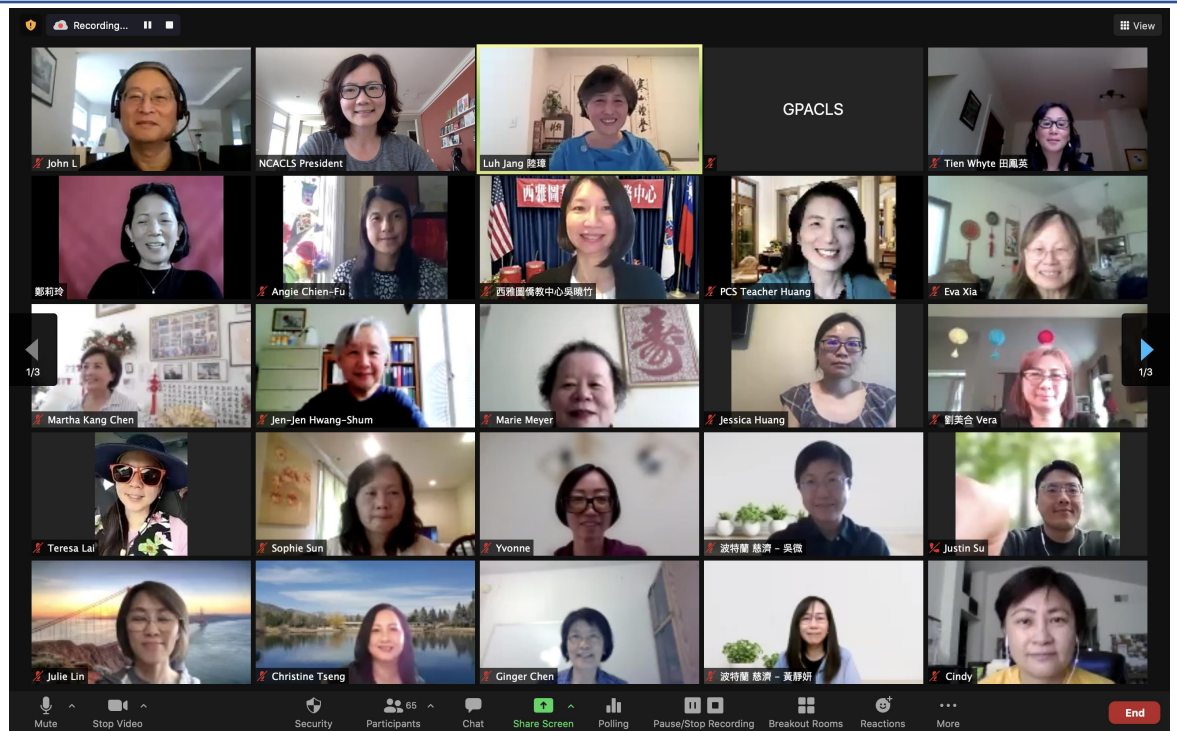 Recording...
View
John L
NCACLS President
Luh Jang 陸璋
GPACLS
Tien Whyte 田鳳英
鄭莉玲
Angie Chien-Fu
西雅圖僑教中心吳曉竹
PCS Teacher Huang
Eva Xia
1/3
Martha Kang Chen
Jen-Jen Hwang-Shum
Marie Meyer
壽
Jessica Huang
劉美合 Vera
1/3
Teresa Lai
Sophie Sun
Yvonne
波特蘭 慈濟 – 吳微
Justin Su
Julie Lin
Christine Tseng
Ginger Chen
波特蘭 慈濟 – 黃靜妍
Cindy
Mute
Stop Video
Security
65
Participants
Chat
Share Screen
Polling
Pause/Stop Recording
Breakout Rooms
Reactions
More
End